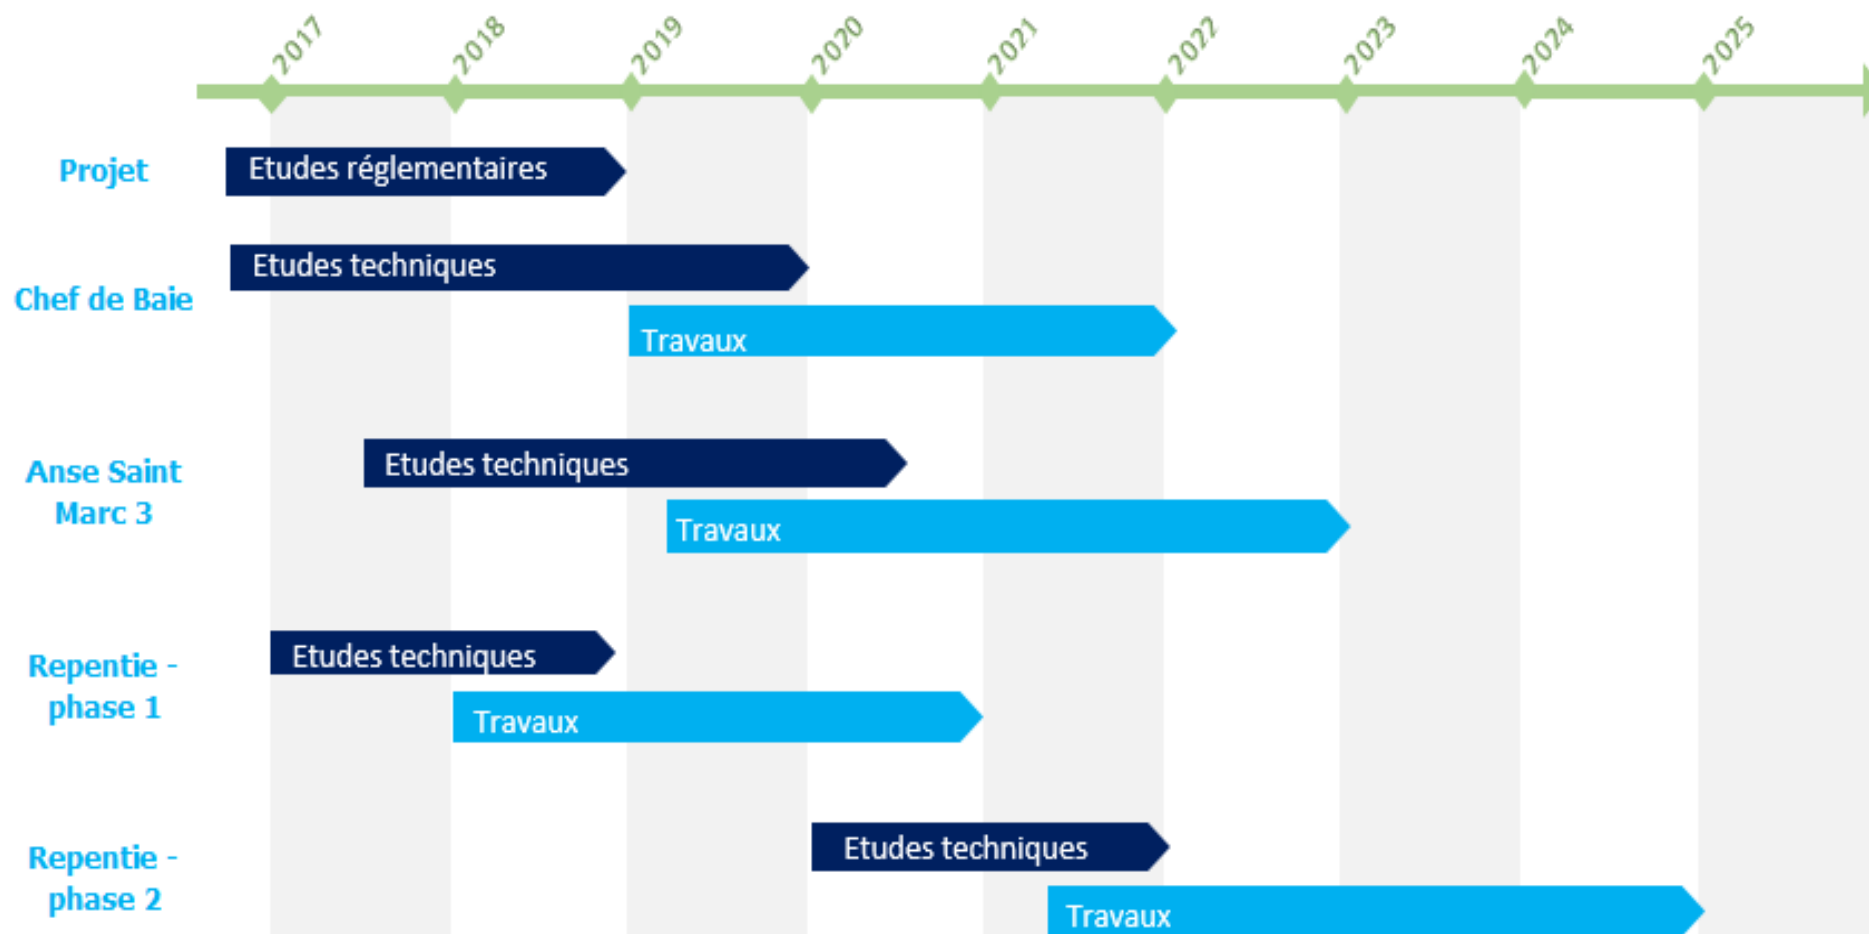 2017
2018
2019
2020
2021
2022
2023
2024
2025
Projet
Etudes réglementaires
Chef de Baie
Etudes techniques
Travaux
Anse Saint
Marc 3
Etudes techniques
Travaux
Repentie -
phase 1
Etudes techniques
Travaux
Repentie -
phase 2
Etudes techniques
Travaux